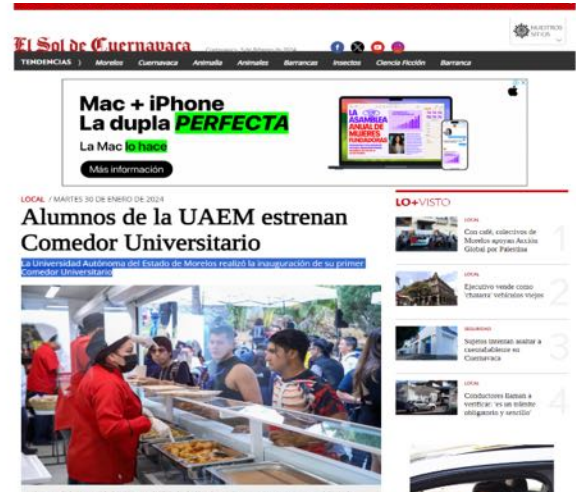 NUESTROS
SITIOS
El Sol de Cuernavaca
TENDENCIAS ) Morelos Cuernavaca Animalia Animales Barrancas Insectos Ciencia Ficción Barranca
Mac + iPhone
La dupla PERFECTA
La Mac lo hace
Más información
LA
ASAMBLEA
ANUAL DE
MUJERES
FUNDADORAS
LOCAL / MARTES 30 DE ENERO DE 2024
Alumnos de la UAEM estrenan
Comedor Universitario
La Universidad Autónoma del Estado de Morelos realizó la inauguración de su primer
Comedor Universitario
LO+VISTO
LOCAL
Con café, colectivos de
Morelos apoyan Acción
Global por Palestina
1
LOCAL
Ejecutivo vende como
'chatarra' vehículos viejos
2
SEGURIDAD
Sujetos intentan asaltar a
cuentahabiente en
Cuernavaca
3
LOCAL
Conductores llaman a
verificar: 'es un trámite
obligatorio y sencillo'
4